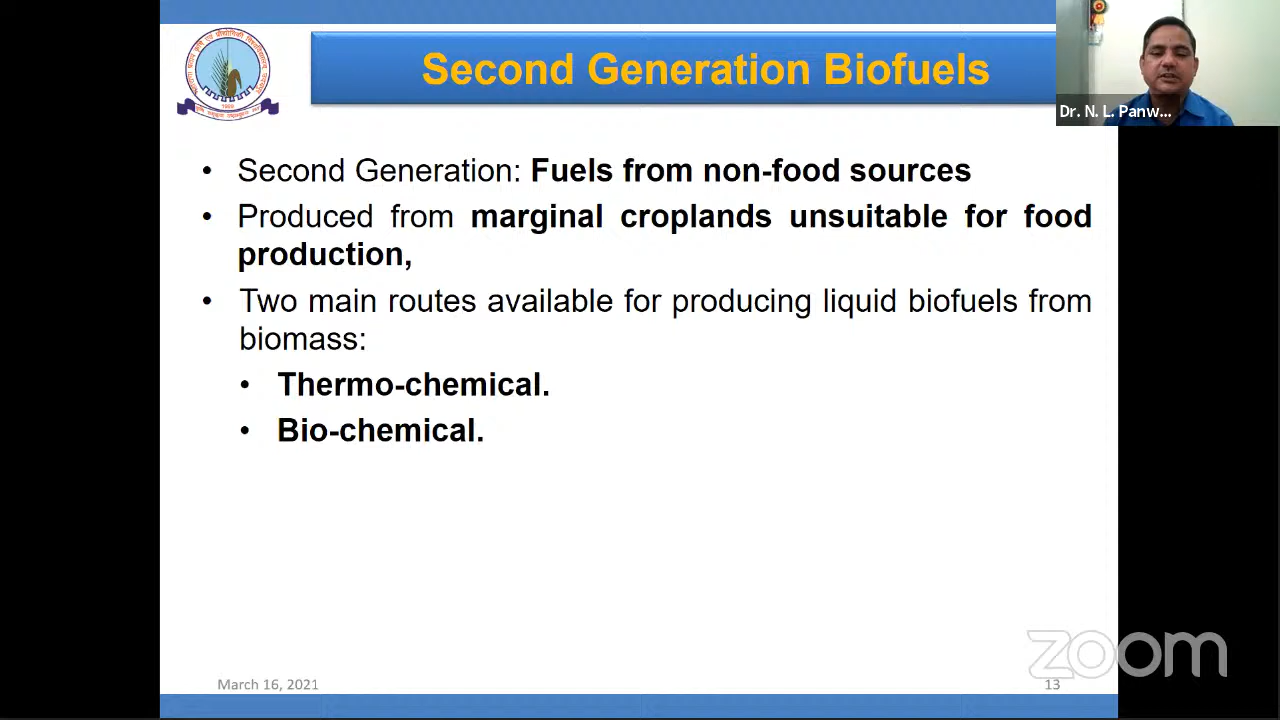 Second Generation Biofuels
Dr. N. L. Panw...
• Second Generation: Fuels from non-food sources
• Produced from marginal croplands unsuitable for food
production,
• Two main routes available for producing liquid biofuels from
biomass:
• Thermo-chemical.
• Bio-chemical.
zoom
March 16, 2021
13